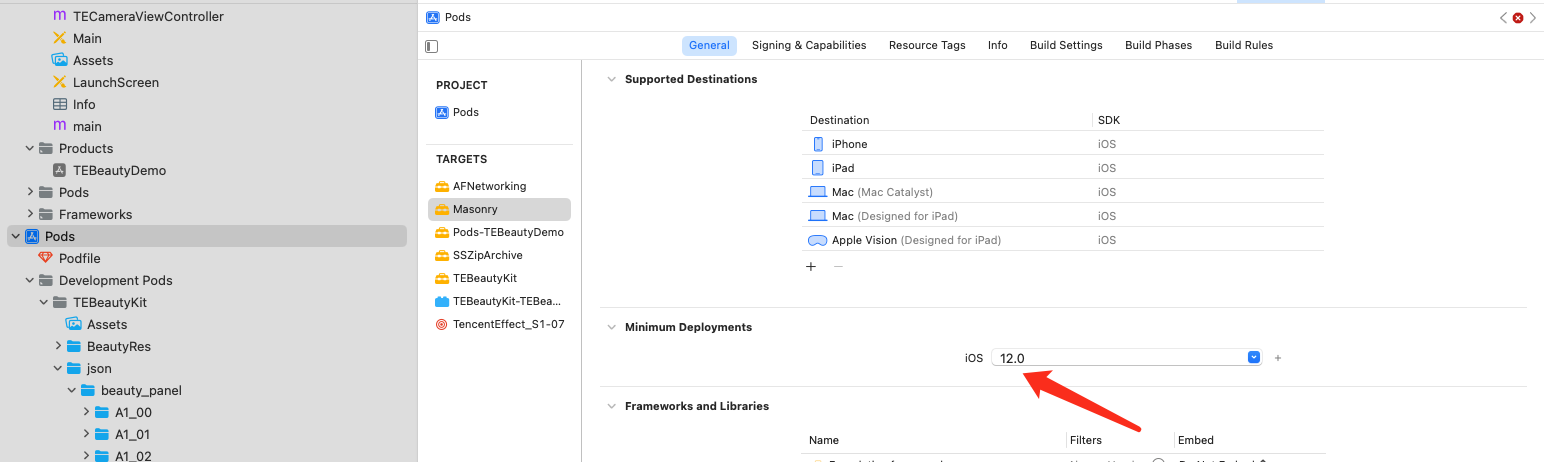 TECameraViewController
Main
Assets
LaunchScreen
Info
main
Products
TEBeautyDemo
Pods
Frameworks
Pods
Podfile
Development Pods
TEBeautyKit
Assets
BeautyRes
json
beauty_panel
A1_00
A1_01
A1_02
Pods
General Signing & Capabilities Resource Tags Info Build Settings Build Phases Build Rules
PROJECT
Pods
TARGETS
AFNetworking
Masonry
Pods-TEBeautyDemo
SSZipArchive
TEBeautyKit
TEBeautyKit-TEBea...
TencentEffect_S1-07
Supported Destinations
Destination SDK
iPhone iOS
iPad iOS
Mac (Mac Catalyst) iOS
Mac (Designed for iPad) iOS
Apple Vision (Designed for iPad) iOS
Minimum Deployments
iOS 12.0
Frameworks and Libraries
Name Filters Embed